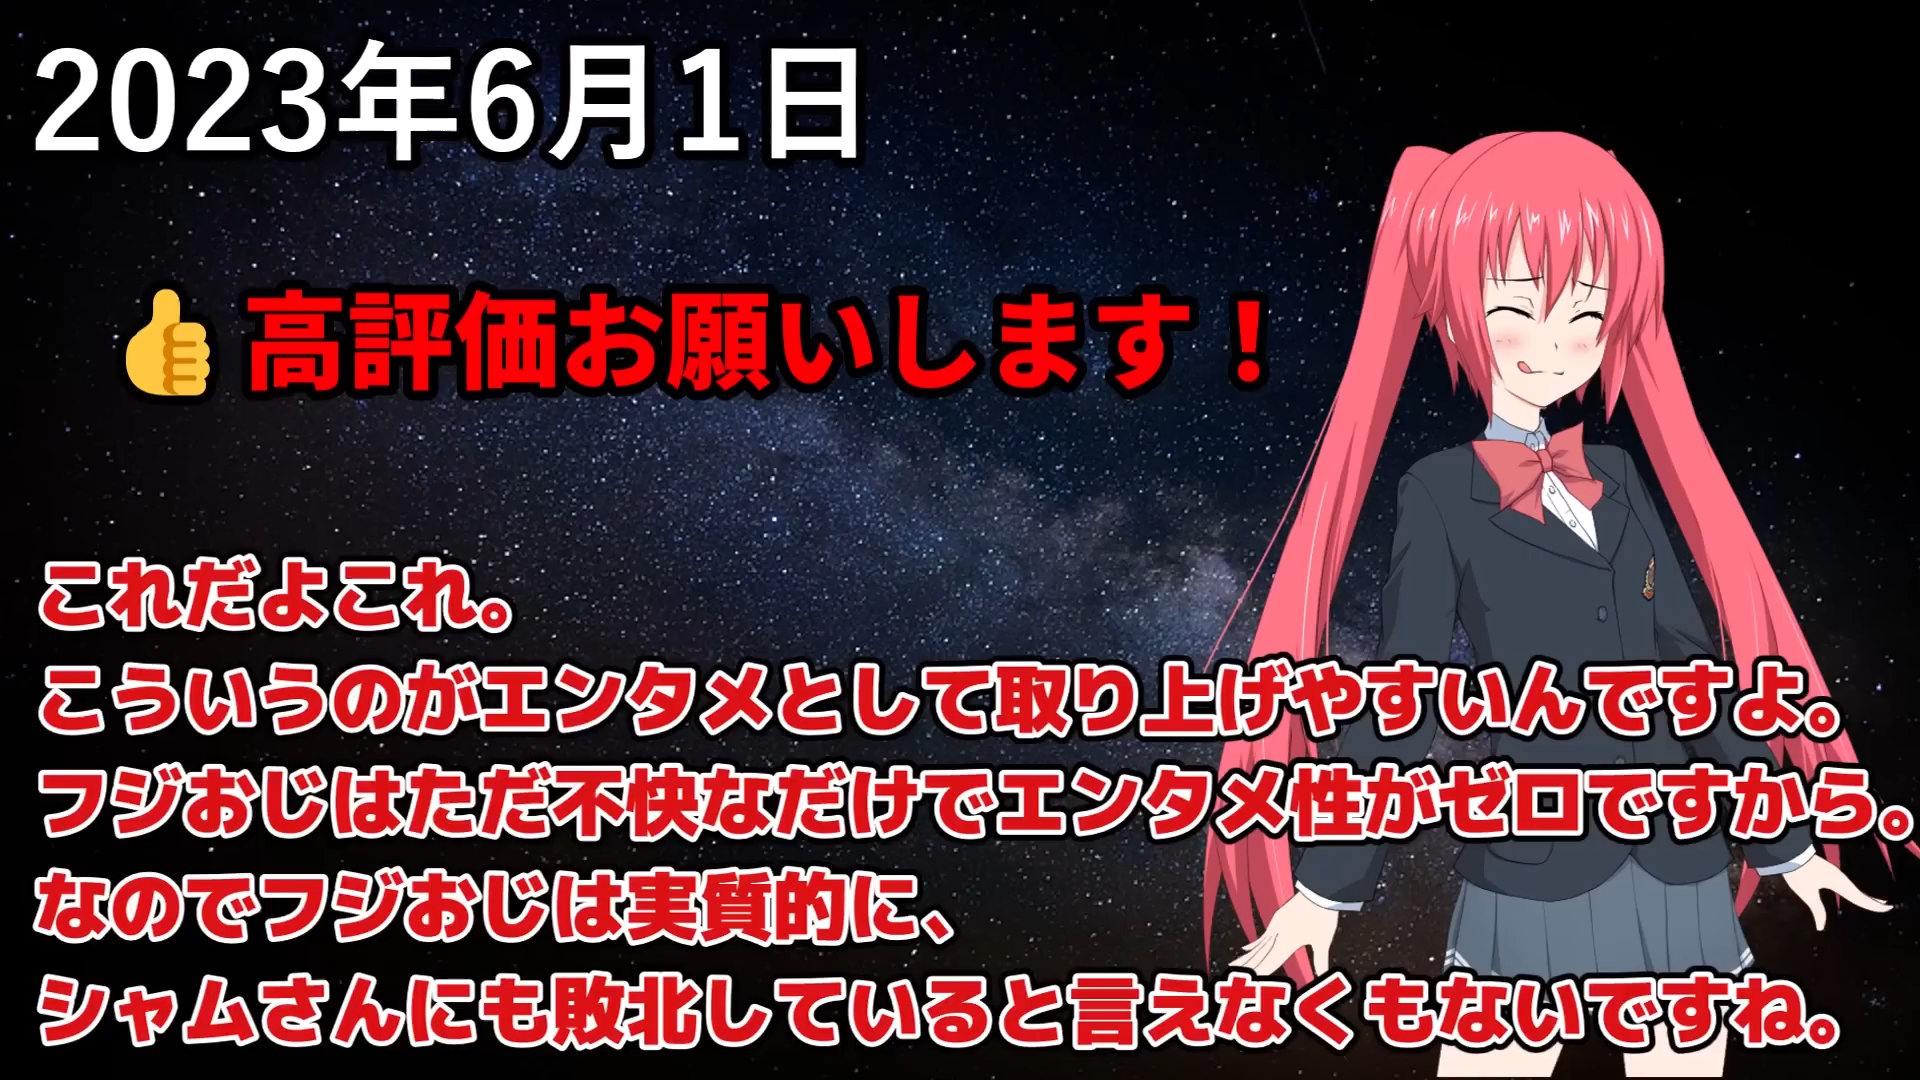 2023年6月1日
高評価お願いします！
これだよこれ。
こういうのがエンタメとして取り上げやすいんですよ。
フジおじはただ不快なだけでエンタメ性がゼロですから。
なのでフジおじは実質的に、
シャムさんにも敗北していると言えなくもないですね。